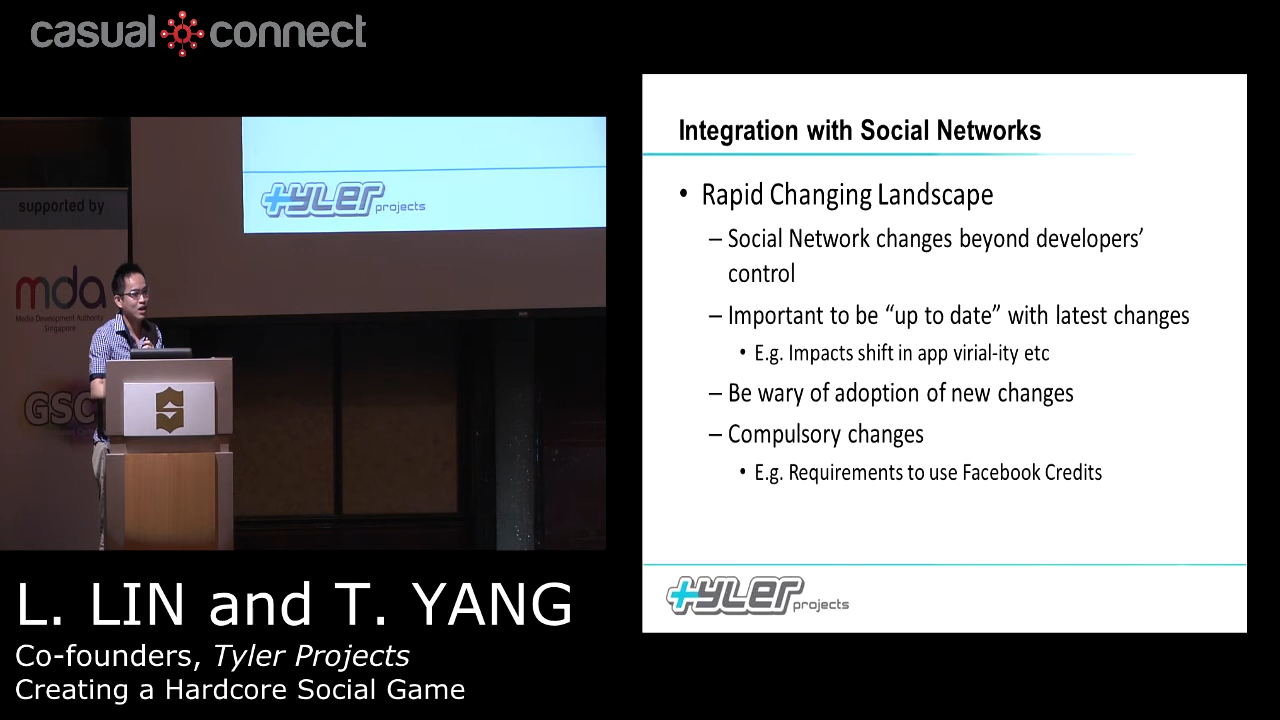 casual connect
supported by
mda
Media Development Authority
Singapore
GSC
tyler projects
Integration with Social Networks
• Rapid Changing Landscape
– Social Network changes beyond developers’
control
– Important to be “up to date” with latest changes
• E.g. Impacts shift in app virial-ity etc
– Be wary of adoption of new changes
– Compulsory changes
• E.g. Requirements to use Facebook Credits
tyler projects
L. LIN and T. YANG
Co-founders, Tyler Projects
Creating a Hardcore Social Game